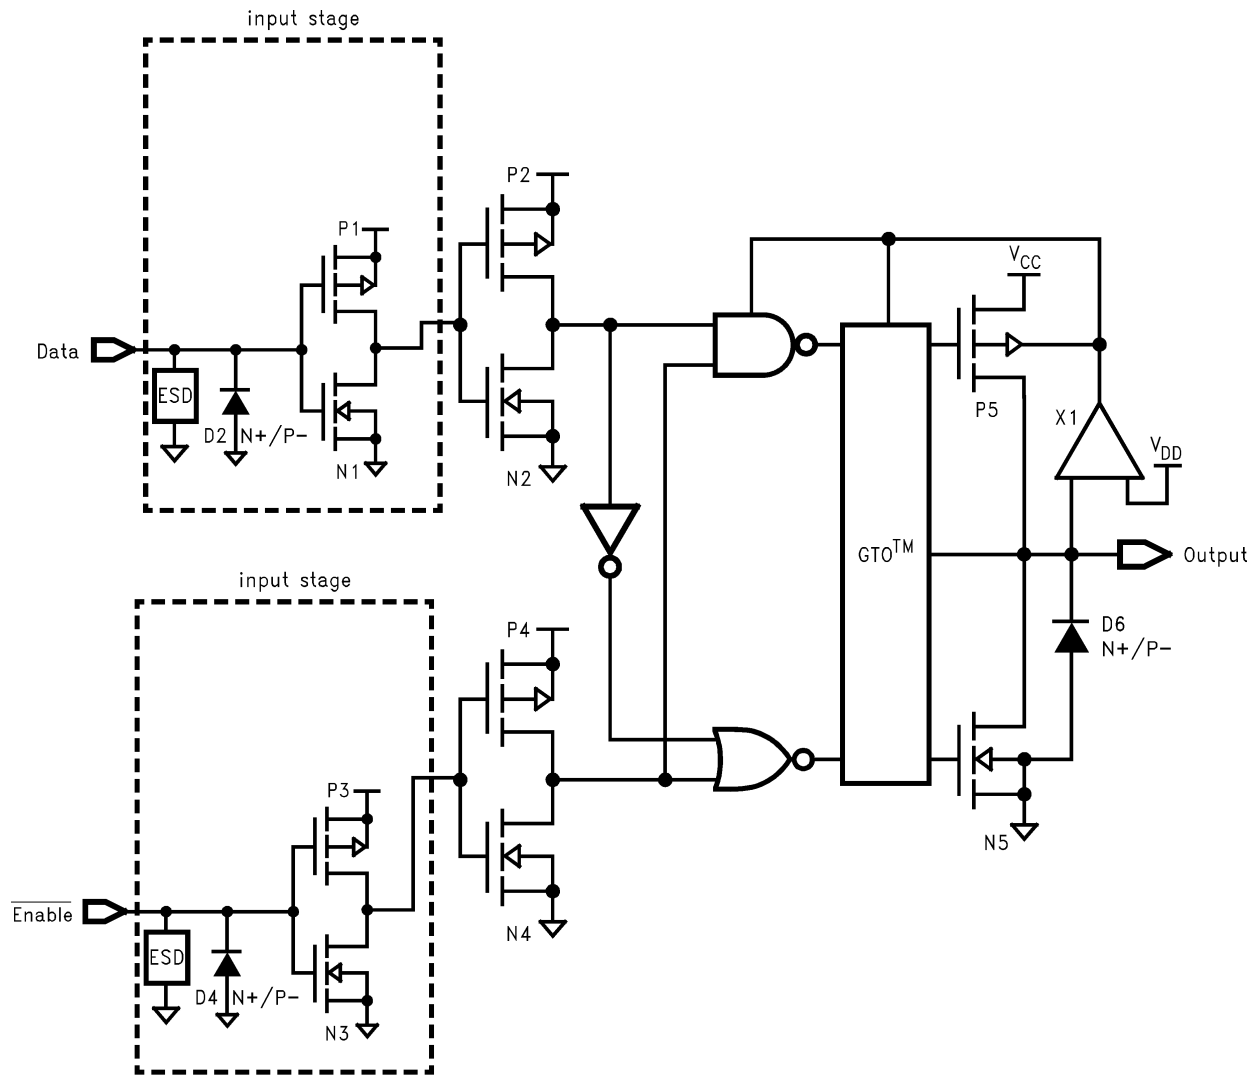 input stage
P2
P1
V_CC
Data
ESD
D2 N+/P-
N1
N2
P5
X1
V_DD
GTO™
Output
input stage
P4
D6
N+/P-
P3
N5
Enable
ESD
D4 N+/P-
N3
N4